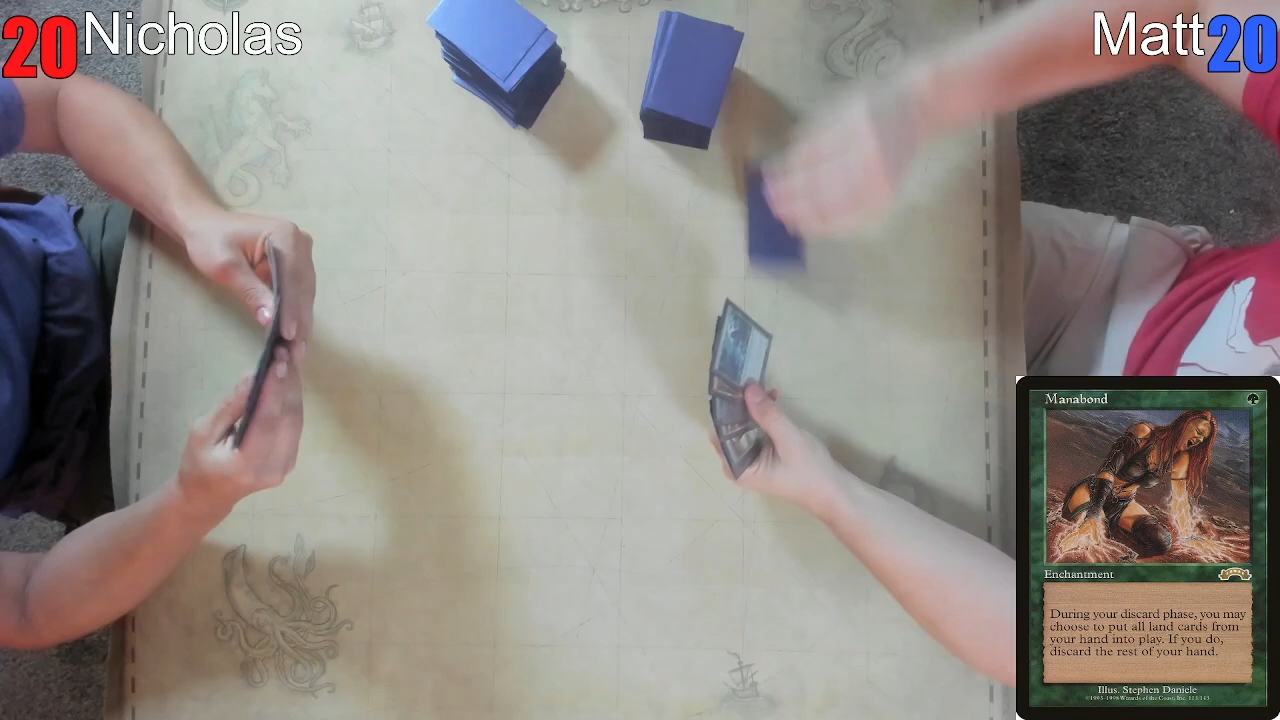 20 Nicholas
Matt 20
Manabond
Enchantment
During your discard phase, you may
choose to put all land cards from
your hand into play. If you do,
discard the rest of your hand.
Illus. Stephen Daniele